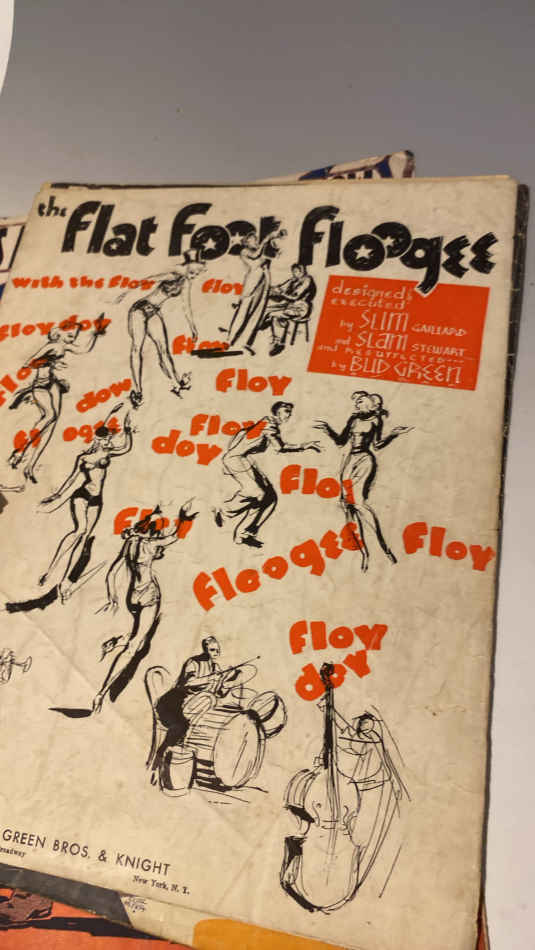 the Flat Foot Floogee
with the Floy Floy
designed &
executed
by SLIM GAILLARD
and SLAM STEWART
and RESURRECTED
by BUD GREEN
Floy doy
Floy
Floy
dow
Floy
doy
Floy
Floogee
Floy
Floy
doy
GREEN BROS. & KNIGHT
New York, N. Y.